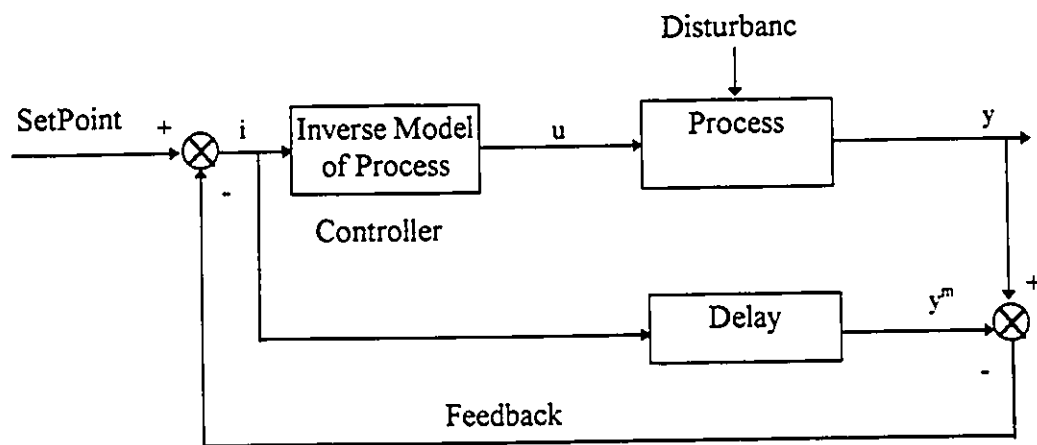 Disturbanc
SetPoint
+
i
Inverse Model
of Process
u
Process
y
-
Controller
+
Delay
y^m
-
Feedback